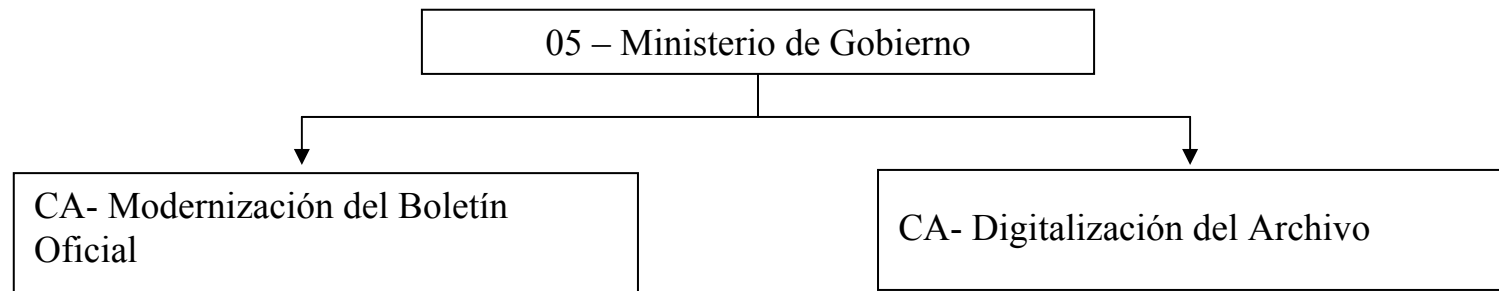 05 – Ministerio de Gobierno
CA- Modernización del Boletín
Oficial
CA- Digitalización del Archivo